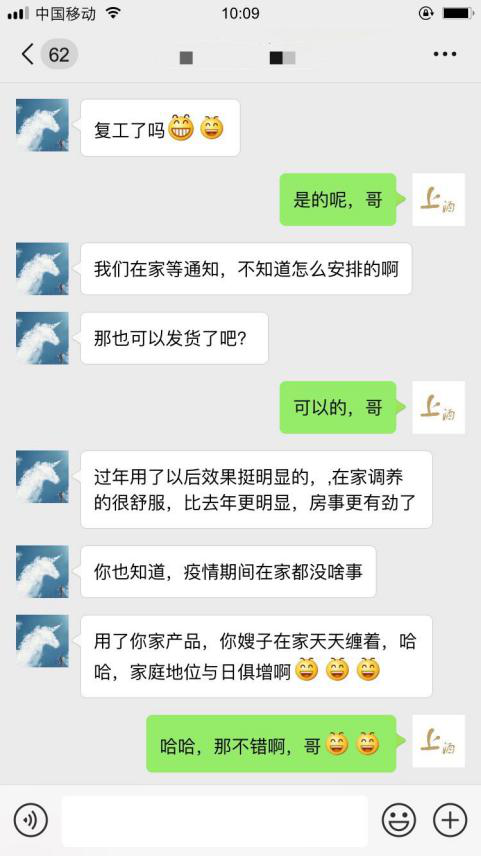 中国移动
10:09
62
复工了吗
是的呢，哥
上酒
我们在家等通知，不知道怎么安排的啊
那也可以发货了吧？
可以的，哥
上酒
过年用了以后效果挺明显的，,在家调养
的很舒服，比去年更明显，房事更有劲了
你也知道，疫情期间在家都没啥事
用了你家产品，你嫂子在家天天缠着，哈
哈，家庭地位与日俱增啊
哈哈，那不错啊，哥
上酒